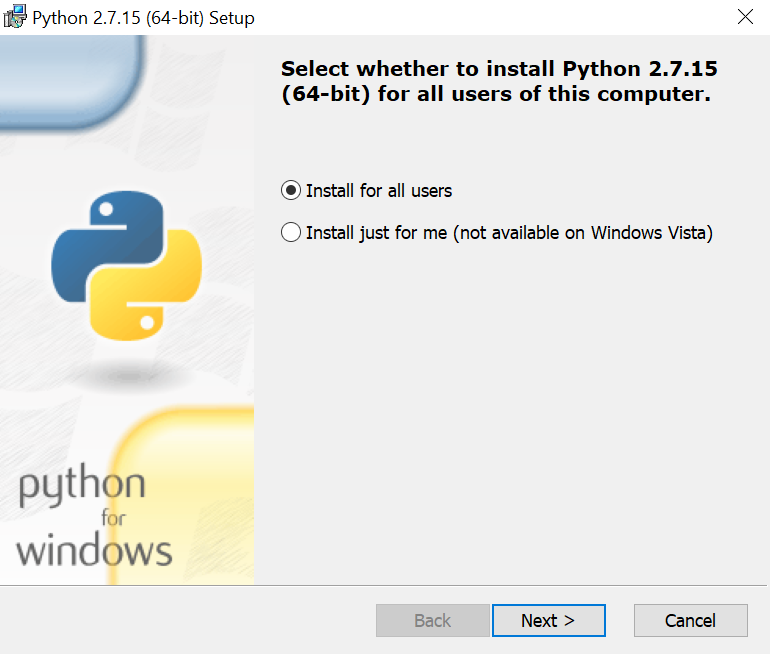 Python 2.7.15 (64-bit) Setup
Select whether to install Python 2.7.15
(64-bit) for all users of this computer.
Install for all users
Install just for me (not available on Windows Vista)
python
for
windows
Back
Next >
Cancel